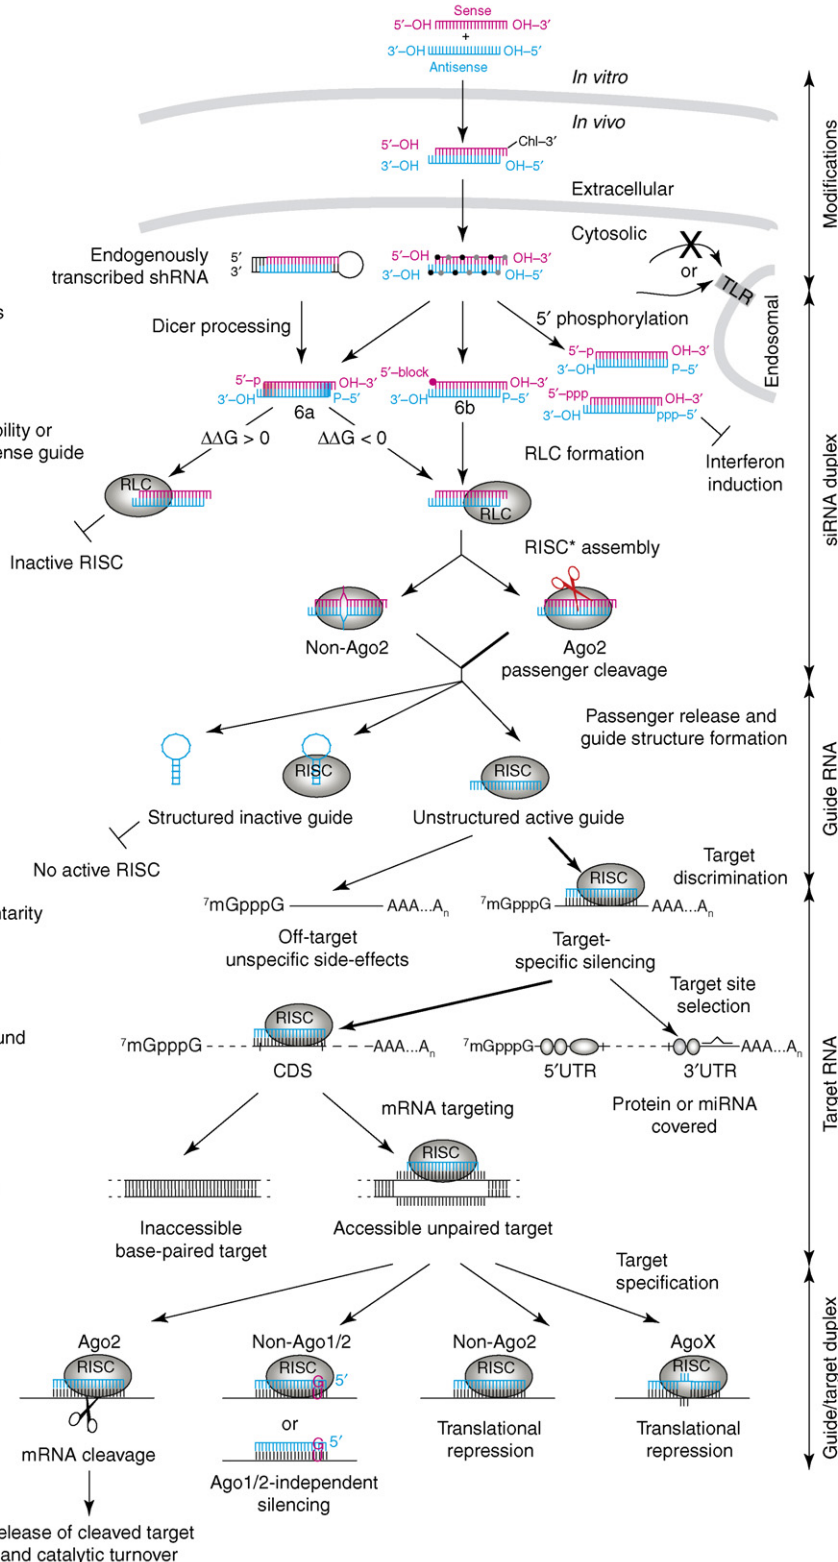 Sense
5′–OH OH–3′
+
3′–OH OH–5′
Antisense
In vitro
In vivo
5′–OH Chl–3′
3′–OH OH–5′
Extracellular
Cytosolic
Modifications
Endogenously
transcribed shRNA
5′
3′
5′–OH OH–3′
3′–OH OH–5′
X
or
TLR
Endosomal
s
Dicer processing
5′ phosphorylation
5′–p OH–3′
3′–OH P–5′
5′–p OH–3′
3′–OH P–5′
6a
5′–block OH–3′
3′–OH P–5′
6b
5′–ppp OH–3′
3′–OH ppp–5′
bility or
ense guide
ΔΔG > 0
ΔΔG < 0
RLC formation
Interferon
induction
RLC
RLC
Inactive RISC
RISC* assembly
siRNA duplex
Non-Ago2
Ago2
passenger cleavage
Passenger release and
guide structure formation
RISC
RISC
Structured inactive guide
Unstructured active guide
No active RISC
Guide RNA
Target
discrimination
RISC
ntarity
7mGpppG AAA...An
7mGpppG AAA...An
Off-target
unspecific side-effects
Target-
specific silencing
Target site
selection
und
RISC
7mGpppG AAA...An
CDS
7mGpppG AAA...An
5′UTR 3′UTR
Protein or miRNA
covered
mRNA targeting
RISC
Inaccessible
base-paired target
Accessible unpaired target
Target RNA
Target
specification
Ago2
RISC
mRNA cleavage
elease of cleaved target
and catalytic turnover
Non-Ago1/2
RISC
5′
or
5′
Ago1/2-independent
silencing
Non-Ago2
RISC
Translational
repression
AgoX
RISC
Translational
repression
Guide/target duplex